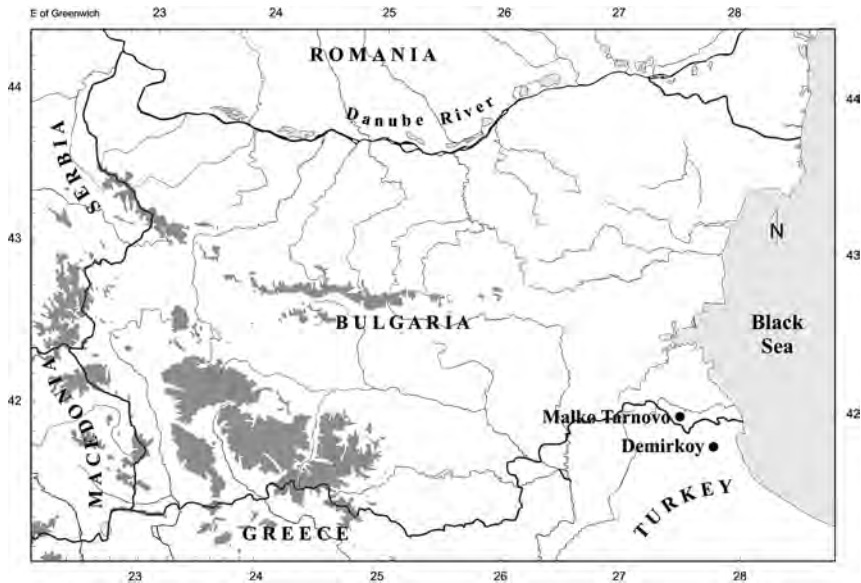 E of Greenwich
23
24
25
26
27
28
ROMANIA
44
44
Danube River
SERBIA
N
43
43
BULGARIA
Black
Sea
MACEDONIA
42
Malko Tarnovo
42
Demirkoy
TURKEY
GREECE
23
24
25
26
27
28